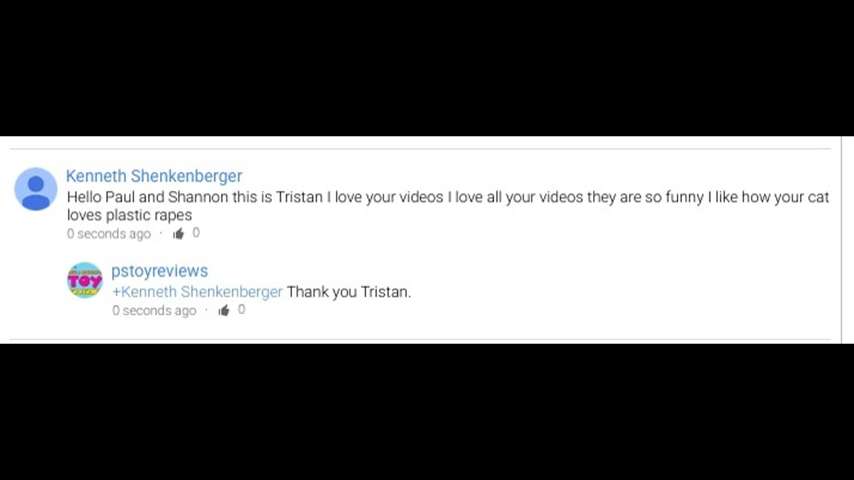 Kenneth Shenkenberger
Hello Paul and Shannon this is Tristan I love your videos I love all your videos they are so funny I like how your cat
loves plastic rapes
0 seconds ago · 0
TOY
pstoyreviews
+Kenneth Shenkenberger Thank you Tristan.
0 seconds ago · 0